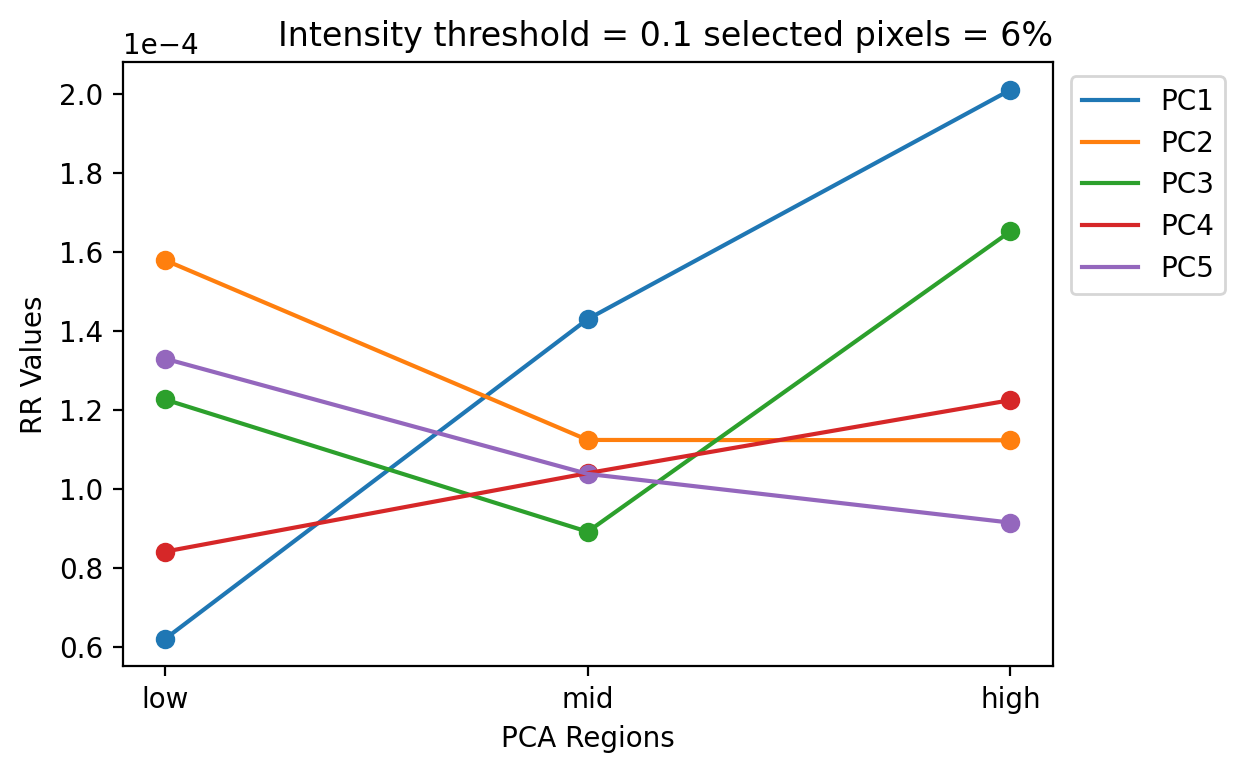 Intensity threshold = 0.1 selected pixels = 6%
1e−4
2.0
1.8
1.6
1.4
1.2
1.0
0.8
0.6
RR Values
low
mid
high
PCA Regions
PC1
PC2
PC3
PC4
PC5